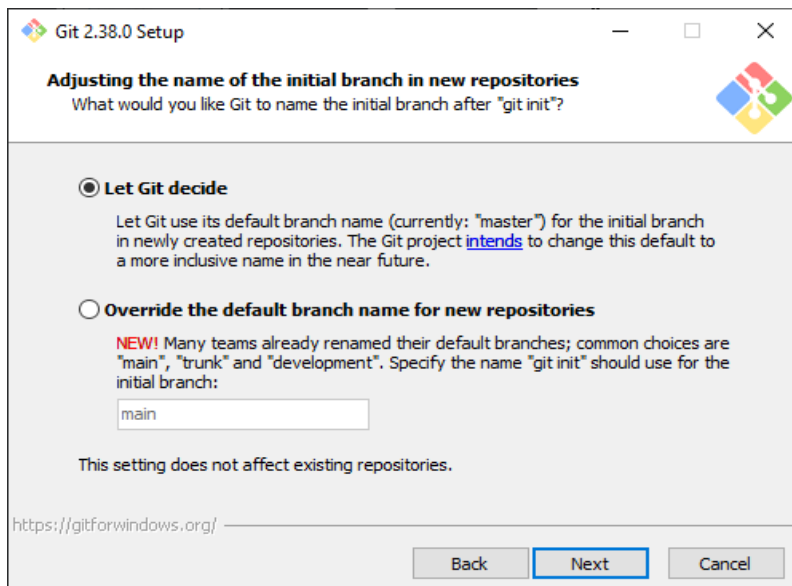 Git 2.38.0 Setup
Adjusting the name of the initial branch in new repositories
What would you like Git to name the initial branch after "git init"?
Let Git decide
Let Git use its default branch name (currently: "master") for the initial branch
in newly created repositories. The Git project intends to change this default to
a more inclusive name in the near future.
Override the default branch name for new repositories
NEW! Many teams already renamed their default branches; common choices are
"main", "trunk" and "development". Specify the name "git init" should use for the
initial branch:
main
This setting does not affect existing repositories.
https://gitforwindows.org/
Back Next Cancel